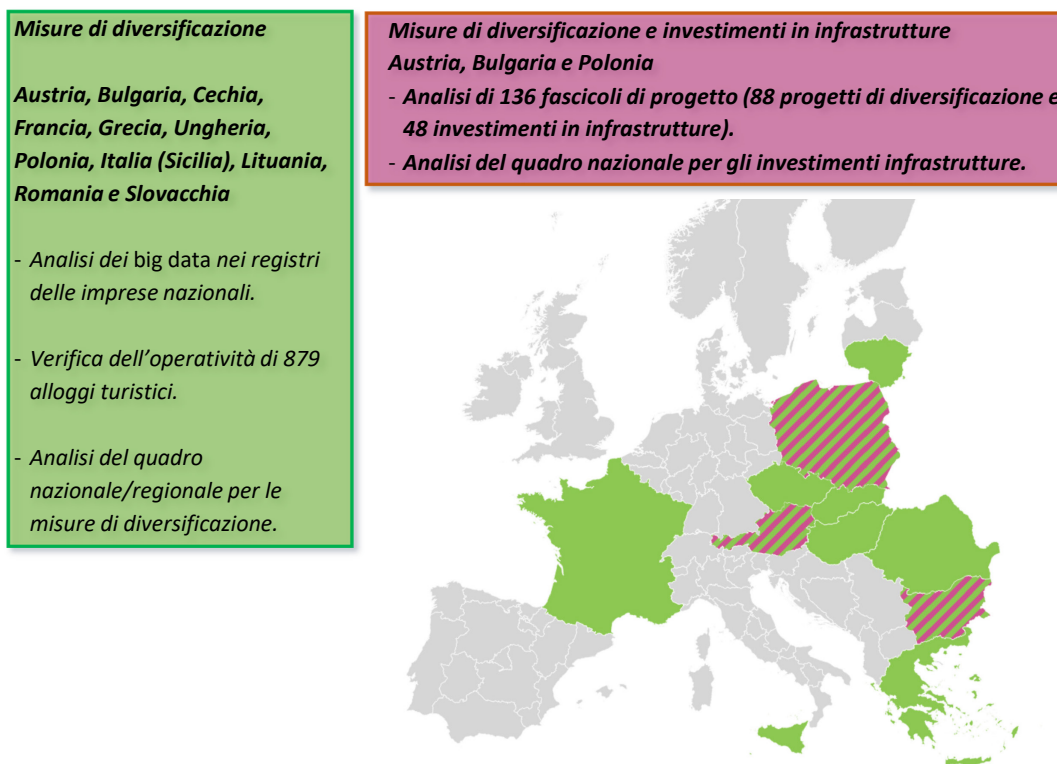 Misure di diversificazione
Austria, Bulgaria, Cechia,
Francia, Grecia, Ungheria,
Polonia, Italia (Sicilia), Lituania,
Romania e Slovacchia
- Analisi dei big data nei registri
delle imprese nazionali.
- Verifica dell’operatività di 879
alloggi turistici.
- Analisi del quadro
nazionale/regionale per le
misure di diversificazione.
Misure di diversificazione e investimenti in infrastrutture
Austria, Bulgaria e Polonia
- Analisi di 136 fascicoli di progetto (88 progetti di diversificazione e
48 investimenti in infrastrutture).
- Analisi del quadro nazionale per gli investimenti infrastrutture.